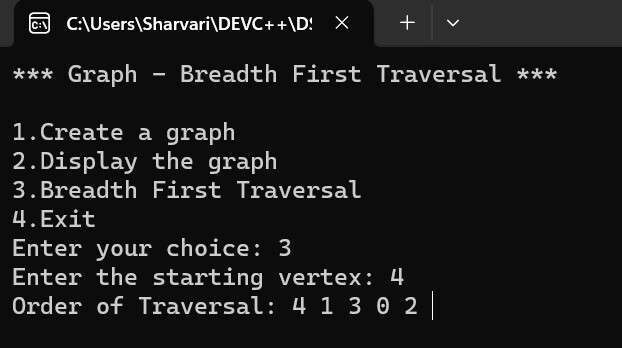 C:\Users\Sharvari\DEVC++\DS
*** Graph - Breadth First Traversal ***
1.Create a graph
2.Display the graph
3.Breadth First Traversal
4.Exit
Enter your choice: 3
Enter the starting vertex: 4
Order of Traversal: 4 1 3 0 2